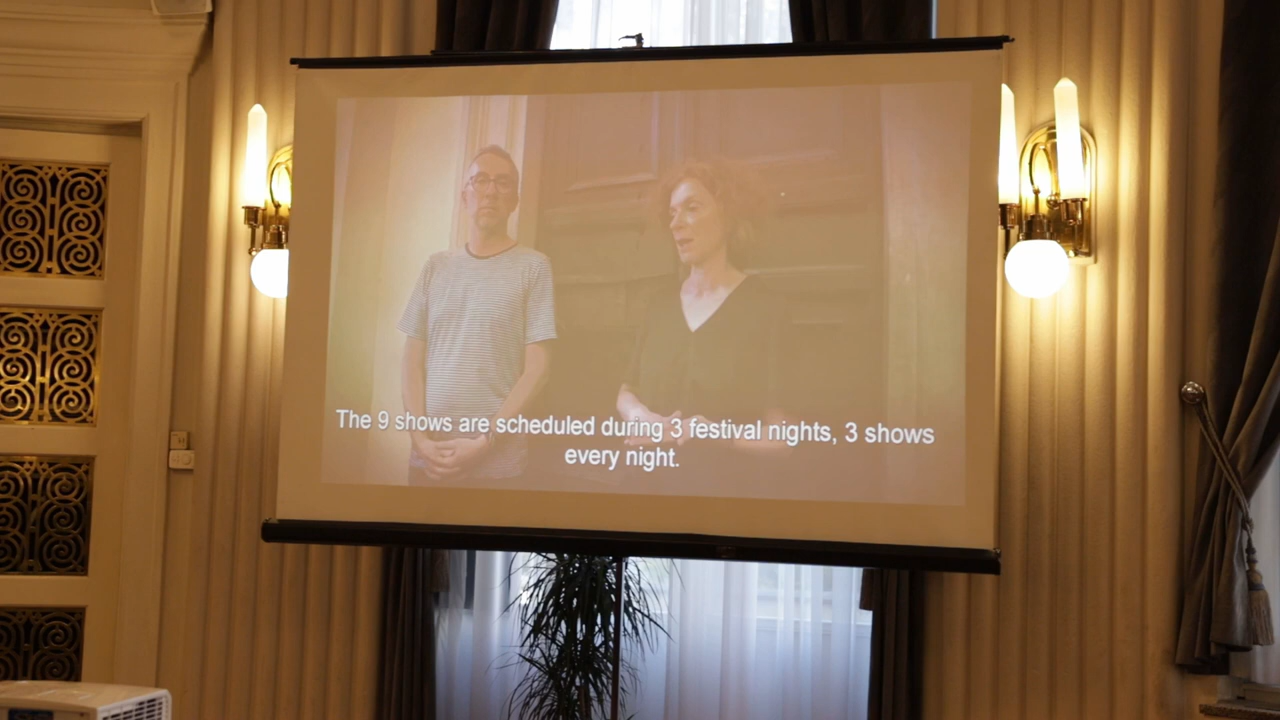 The 9 shows are scheduled during 3 festival nights, 3 shows
every night.